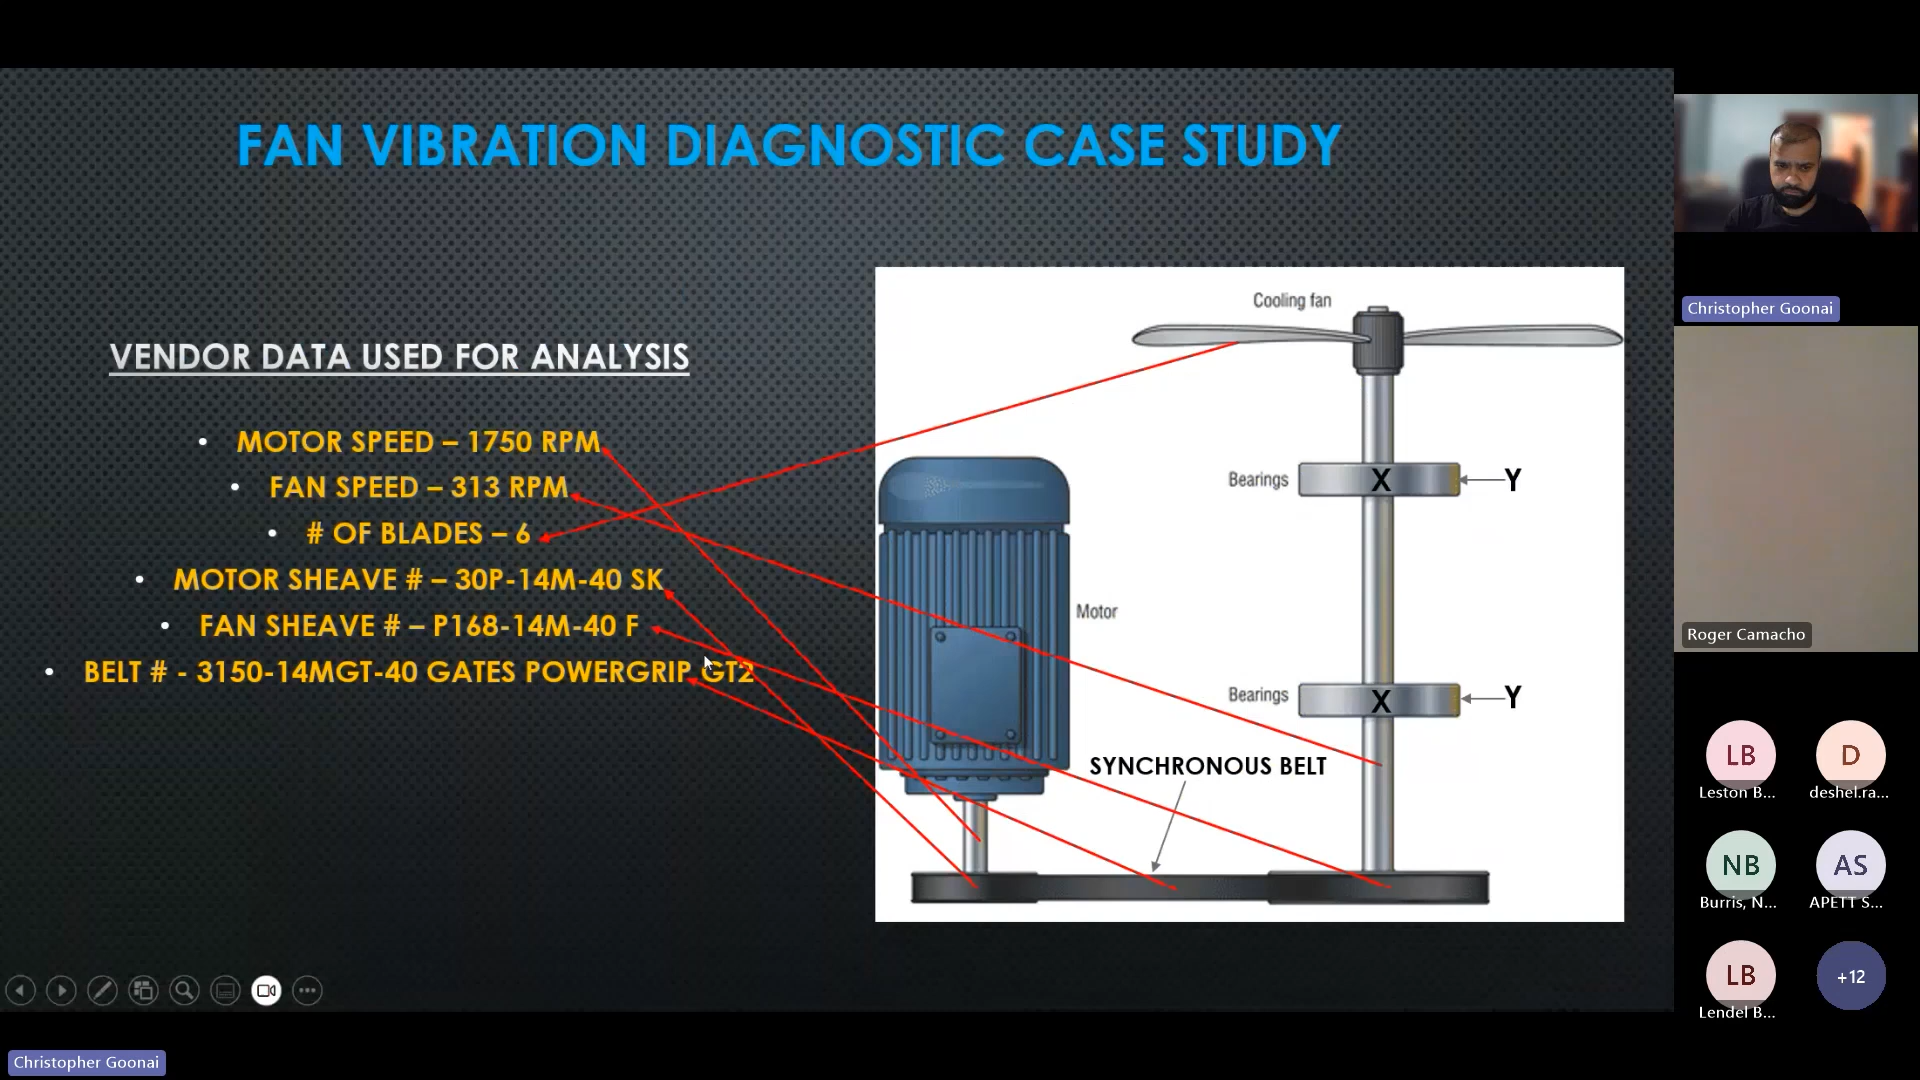 FAN VIBRATION DIAGNOSTIC CASE STUDY
VENDOR DATA USED FOR ANALYSIS
• MOTOR SPEED – 1750 RPM
• FAN SPEED – 313 RPM
• # OF BLADES – 6
• MOTOR SHEAVE # – 30P-14M-40 SK
• FAN SHEAVE # – P168-14M-40 F
• BELT # - 3150-14MGT-40 GATES POWERGRIP GT2
Cooling fan
Bearings
X
Y
Motor
Bearings
X
Y
SYNCHRONOUS BELT
Christopher Goonai
Roger Camacho
LB
Leston B...
D
deshel.ra...
NB
Burris, N...
AS
APETT S...
LB
Lendel B...
+12
Christopher Goonai